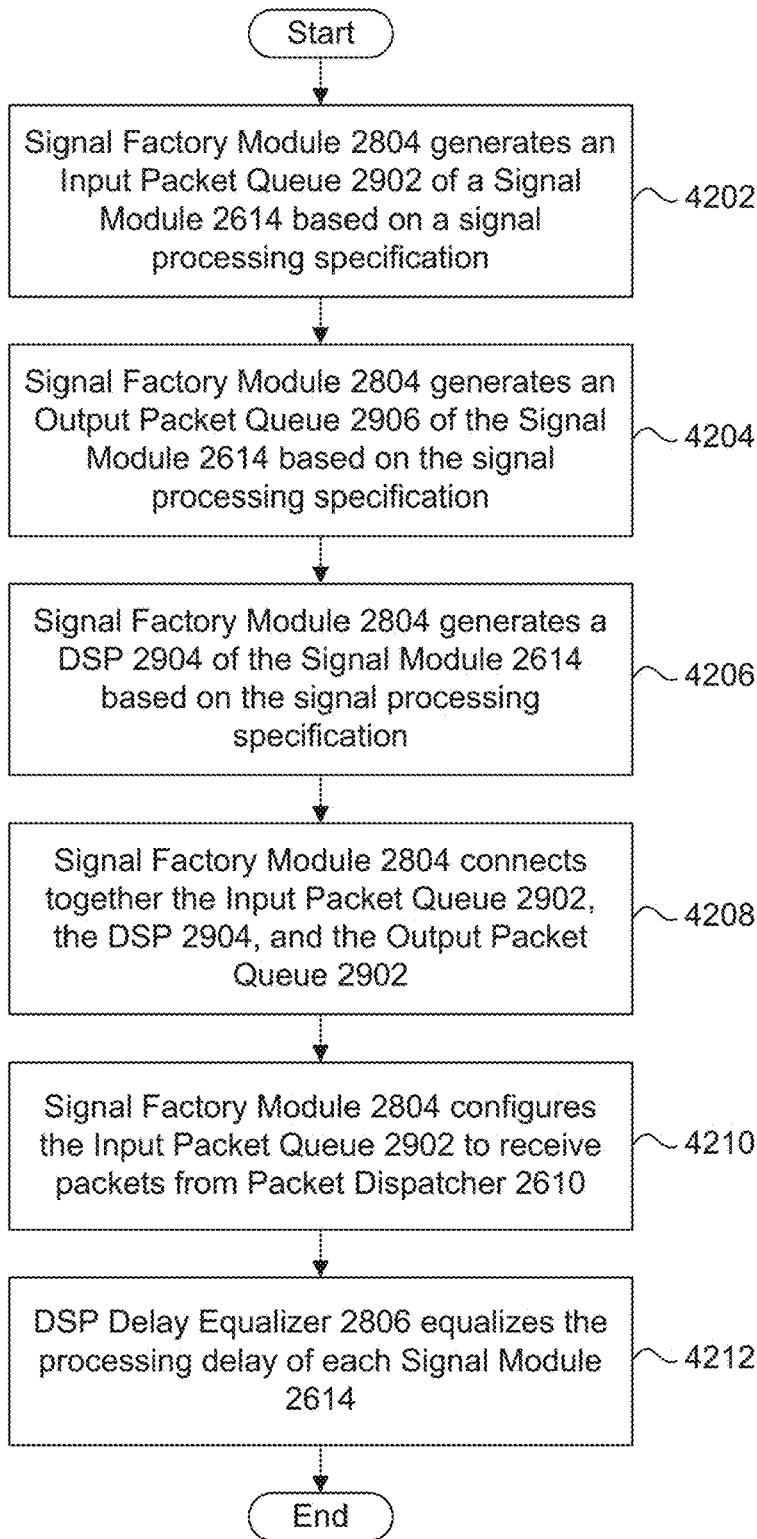 Start
Signal Factory Module 2804 generates an
Input Packet Queue 2902 of a Signal
Module 2614 based on a signal
processing specification
4202
Signal Factory Module 2804 generates an
Output Packet Queue 2906 of the Signal
Module 2614 based on the signal
processing specification
4204
Signal Factory Module 2804 generates a
DSP 2904 of the Signal Module 2614
based on the signal processing
specification
4206
Signal Factory Module 2804 connects
together the Input Packet Queue 2902,
the DSP 2904, and the Output Packet
Queue 2902
4208
Signal Factory Module 2804 configures
the Input Packet Queue 2902 to receive
packets from Packet Dispatcher 2610
4210
DSP Delay Equalizer 2806 equalizes the
processing delay of each Signal Module
2614
4212
End